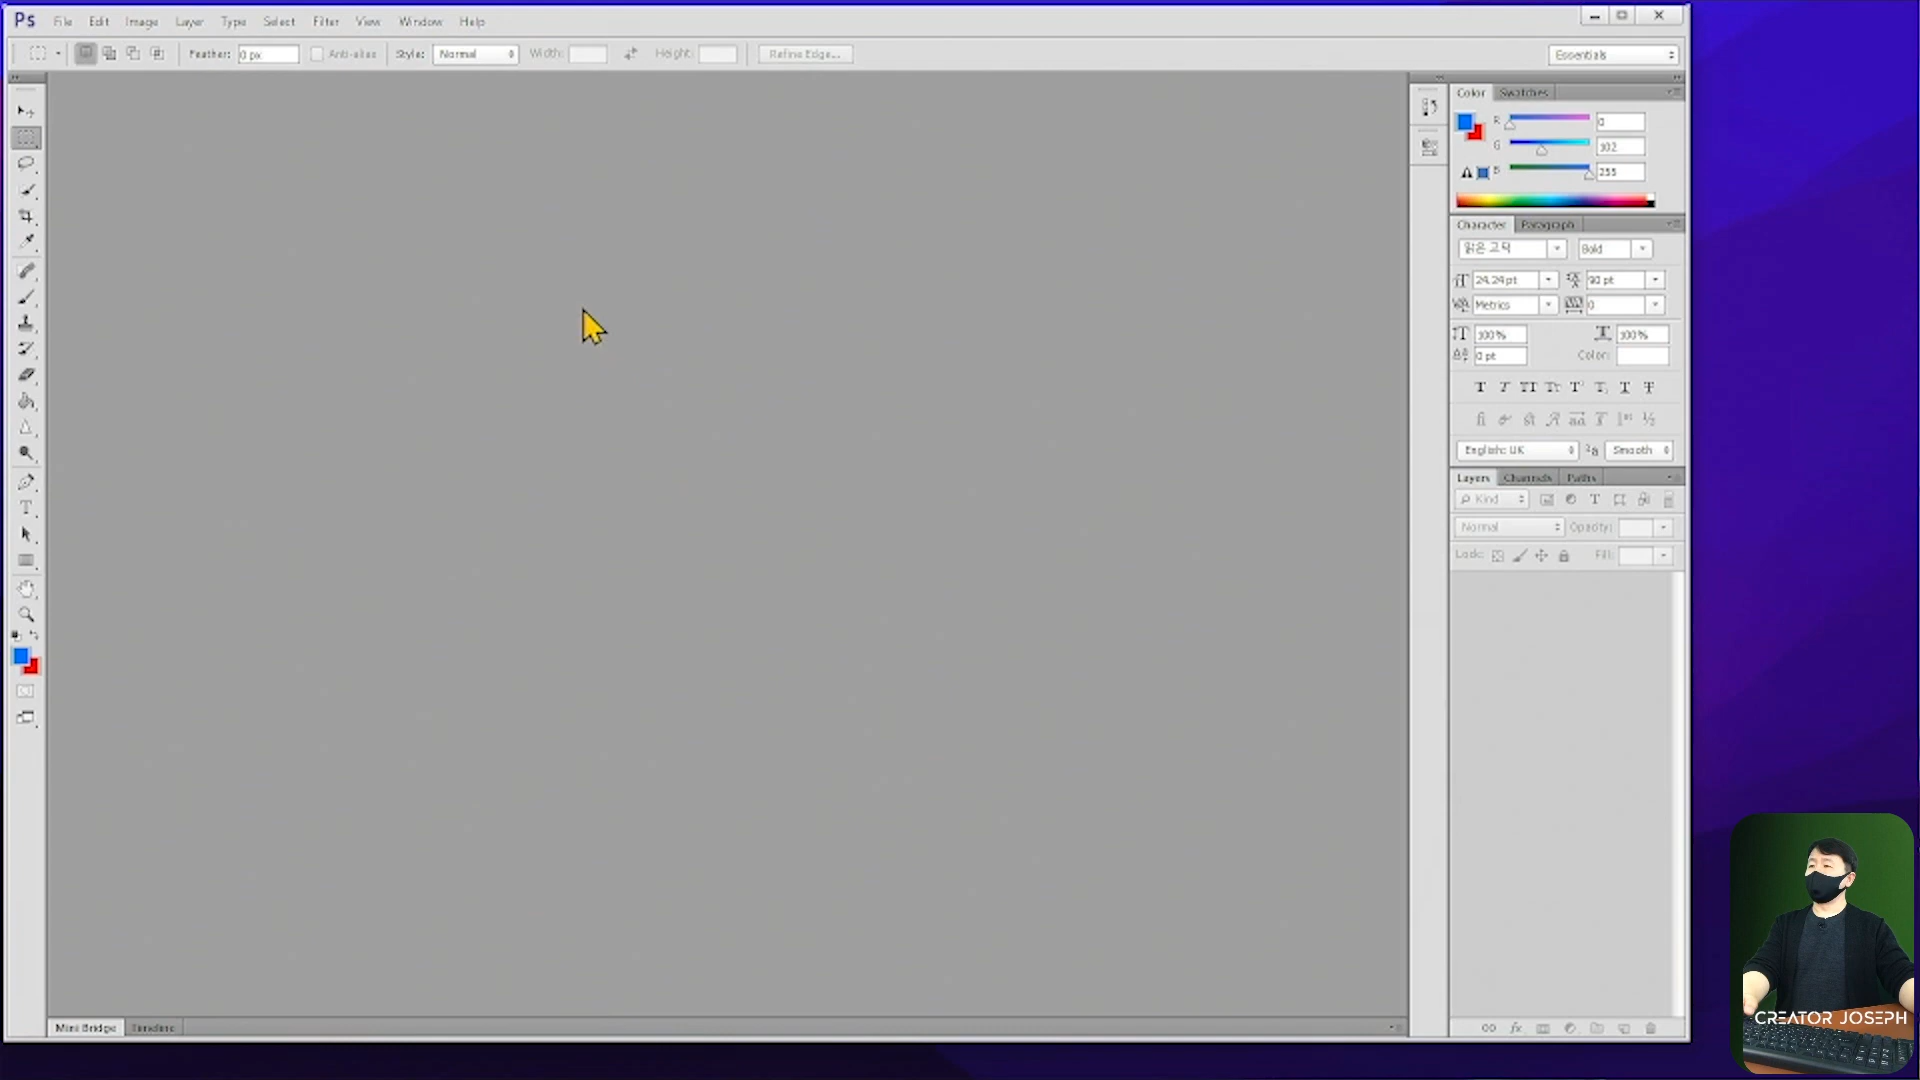 Ps File Edit Image Layer Type Select Filter View Window Help
Feather: 0 px Anti-alias Style: Normal Width: Height: Refine Edge... Essentials
Color Swatches
R 0
G 102
B 255
Character Paragraph
맑은 고딕 Bold
24.24 pt 90 pt
Metrics 0
100% 100%
0 pt Color:
English: UK aa Smooth
Layers Channels Paths
Kind
Normal Opacity:
Lock: Fill:
Mini Bridge Timeline
CREATOR JOSEPH